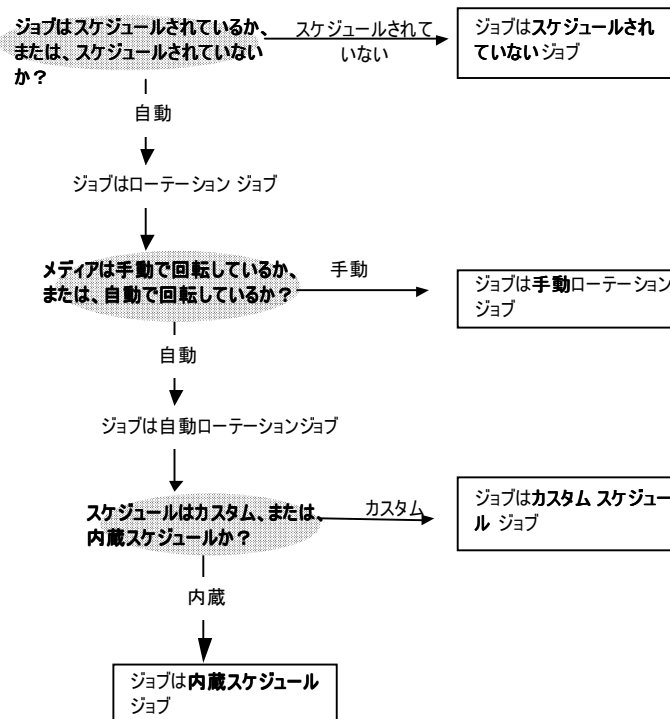 ジョブはスケジュールされているか、
または、スケジュールされていない
か？
スケジュールされて
いない
ジョブはスケジュールされ
ていない ジョブ
自動
ジョブはローテーション ジョブ
メディアは手動で回転しているか、
または、自動で回転しているか？
手動
ジョブは手動ローテーション
ジョブ
自動
ジョブは自動ローテーションジョブ
スケジュールはカスタム、または、
内蔵スケジュールか？
カスタム
ジョブはカスタム スケジュー
ル ジョブ
内蔵
ジョブは内蔵スケジュール
ジョブ